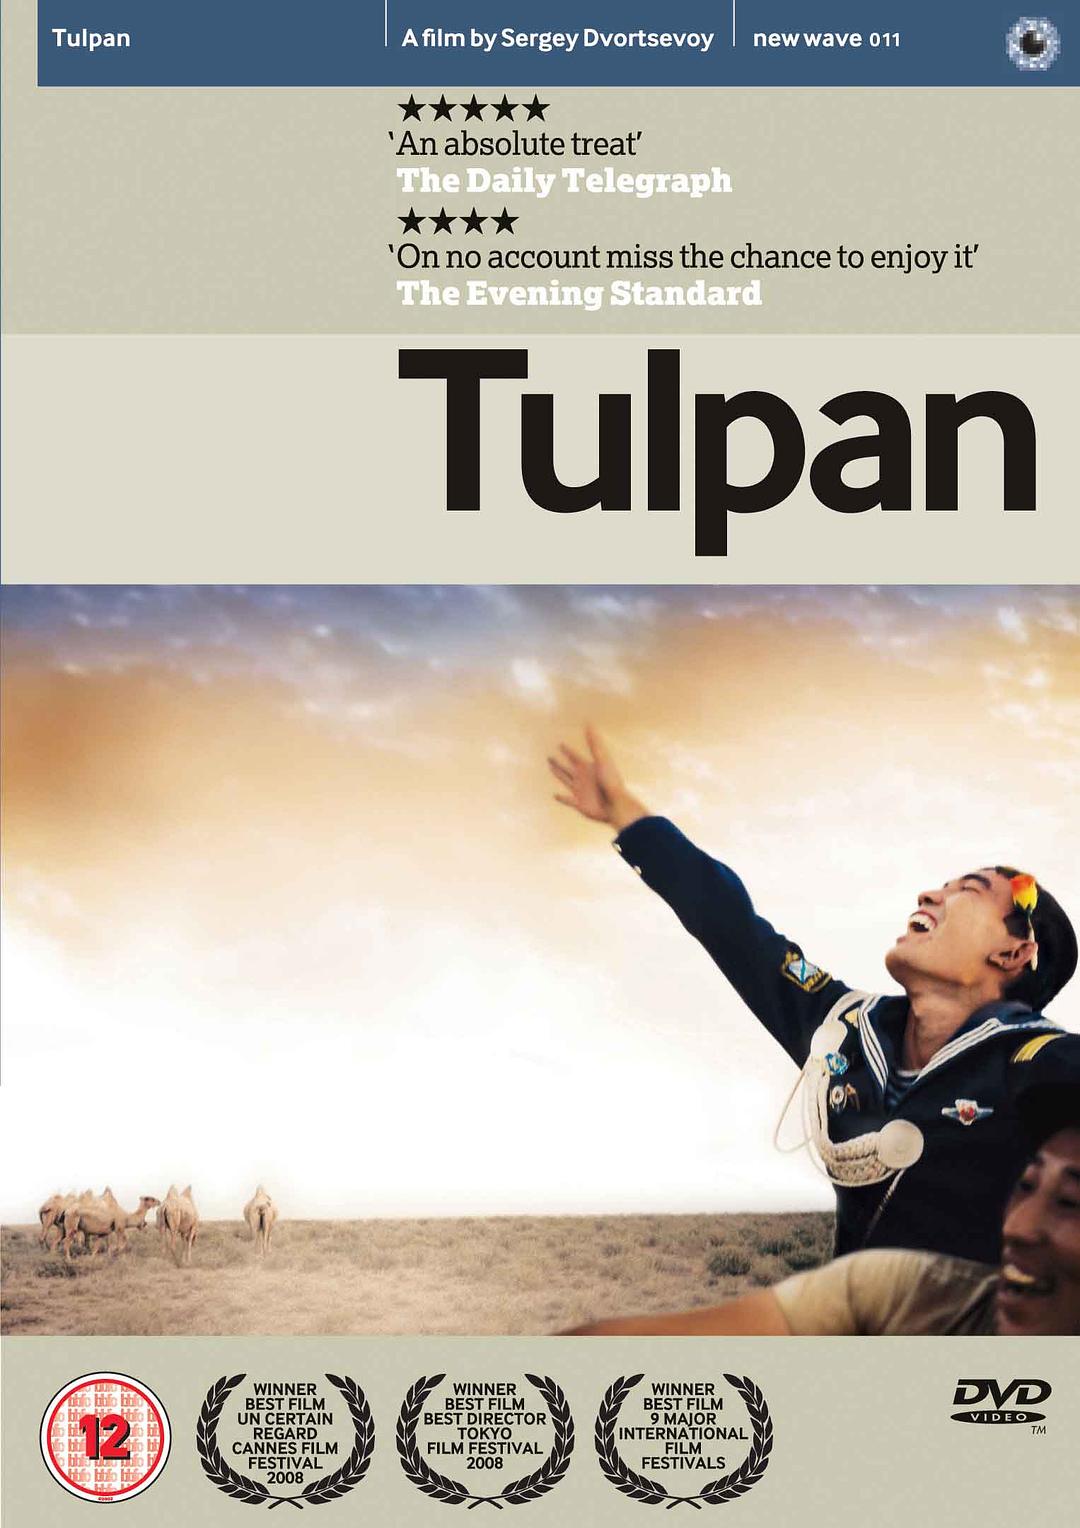 Tulpan
A film by Sergey Dvortsevoy
new wave 011
★★★★★
‘An absolute treat’
The Daily Telegraph
★★★★
‘On no account miss the chance to enjoy it’
The Evening Standard
Tulpan
12
WINNER
BEST FILM
UN CERTAIN
REGARD
CANNES FILM
FESTIVAL
2008
WINNER
BEST FILM
BEST DIRECTOR
TOKYO
FILM FESTIVAL
2008
WINNER
BEST FILM
9 MAJOR
INTERNATIONAL
FILM
FESTIVALS
DVD
VIDEO
TM